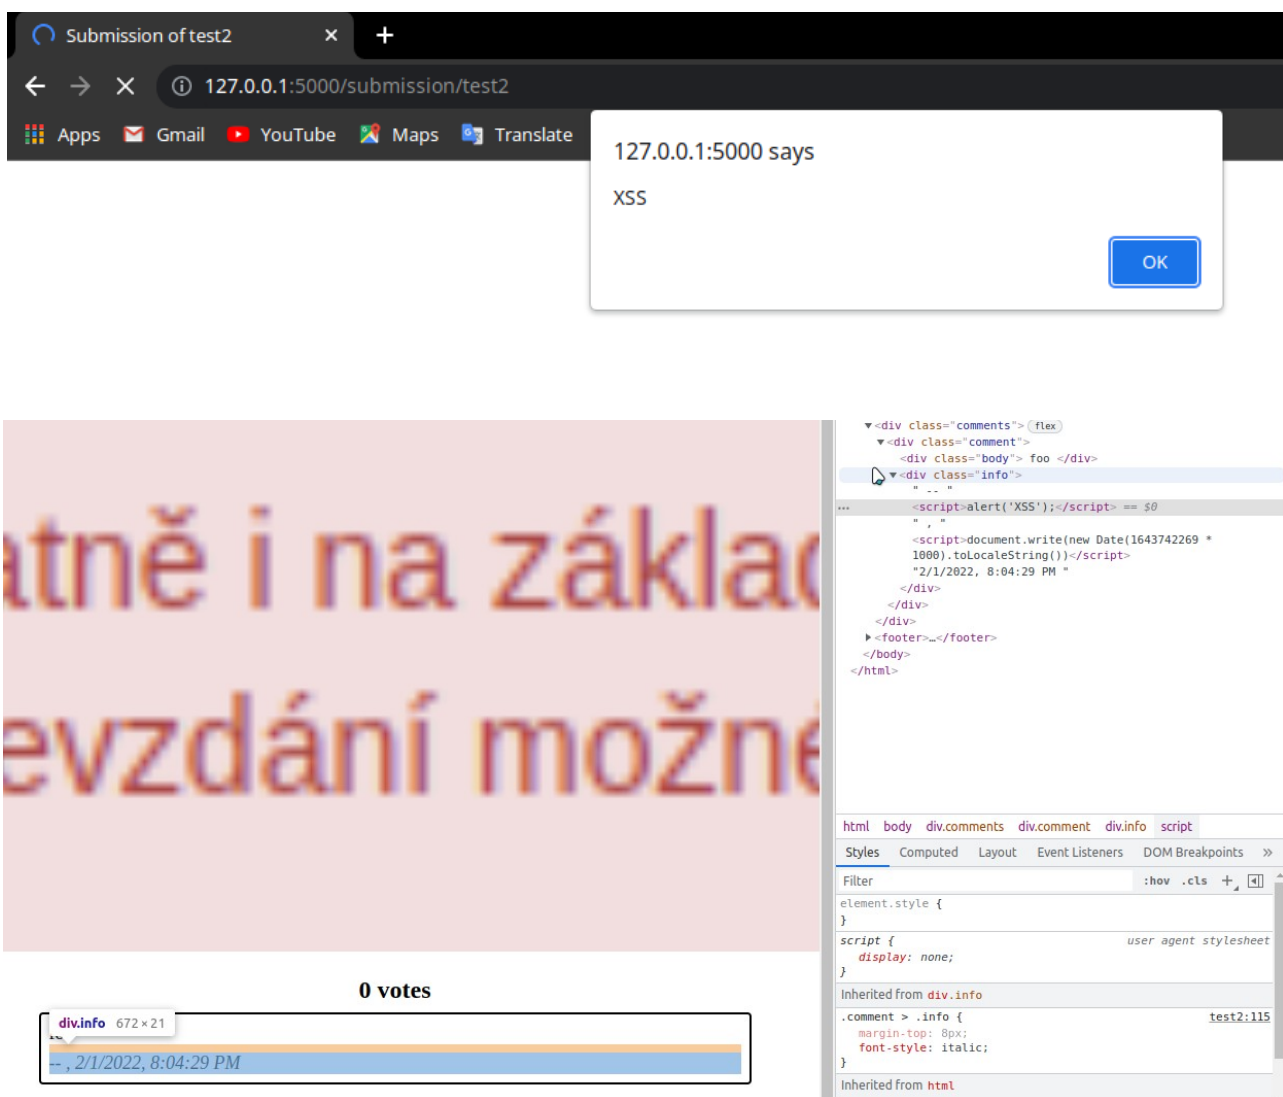 Submission of test2
127.0.0.1:5000/submission/test2
Apps Gmail YouTube Maps Translate
127.0.0.1:5000 says
XSS
OK
atně i na základ
evzdání možné
0 votes
div.info 672 × 21
-- , 2/1/2022, 8:04:29 PM
<div class="comments"> flex
<div class="comment">
<div class="body"> foo </div>
<div class="info">
" -- "
... <script>alert('XSS');</script> == $0
" , "
<script>document.write(new Date(1643742269 *
1000).toLocaleString())</script>
"2/1/2022, 8:04:29 PM "
</div>
</div>
</div>
<footer>…</footer>
</body>
</html>
html body div.comments div.comment div.info script
Styles Computed Layout Event Listeners DOM Breakpoints »
Filter :hov .cls +
element.style {
}
script { user agent stylesheet
display: none;
}
Inherited from div.info
.comment > .info { test2:115
margin-top: 8px;
font-style: italic;
}
Inherited from html